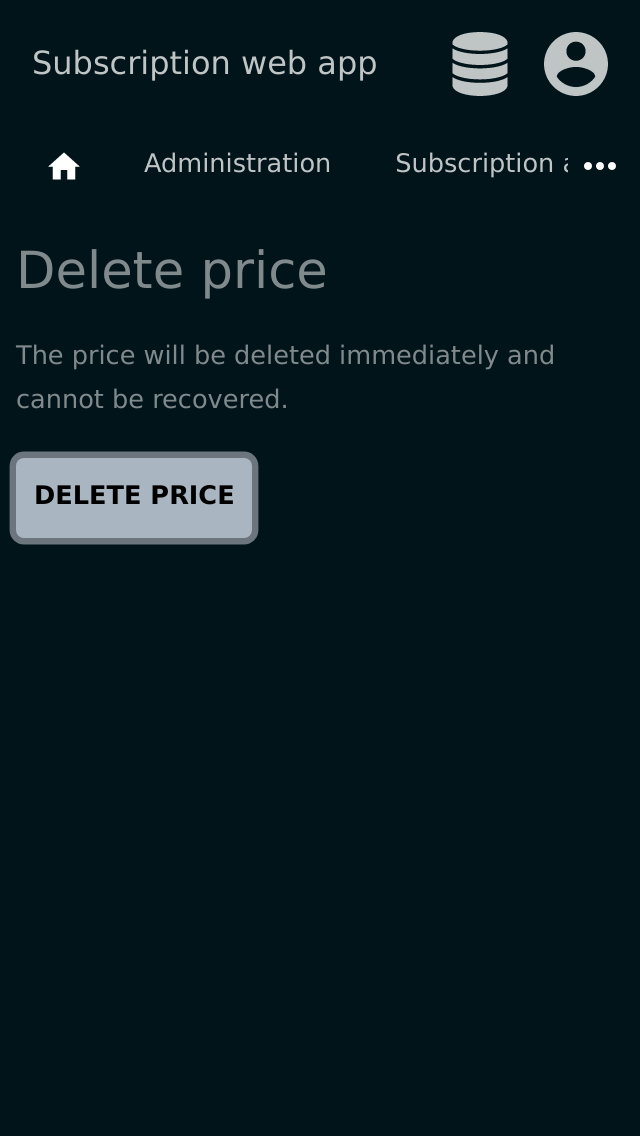 Subscription web app
Administration
Subscription
Delete price
The price will be deleted immediately and
cannot be recovered.
DELETE PRICE